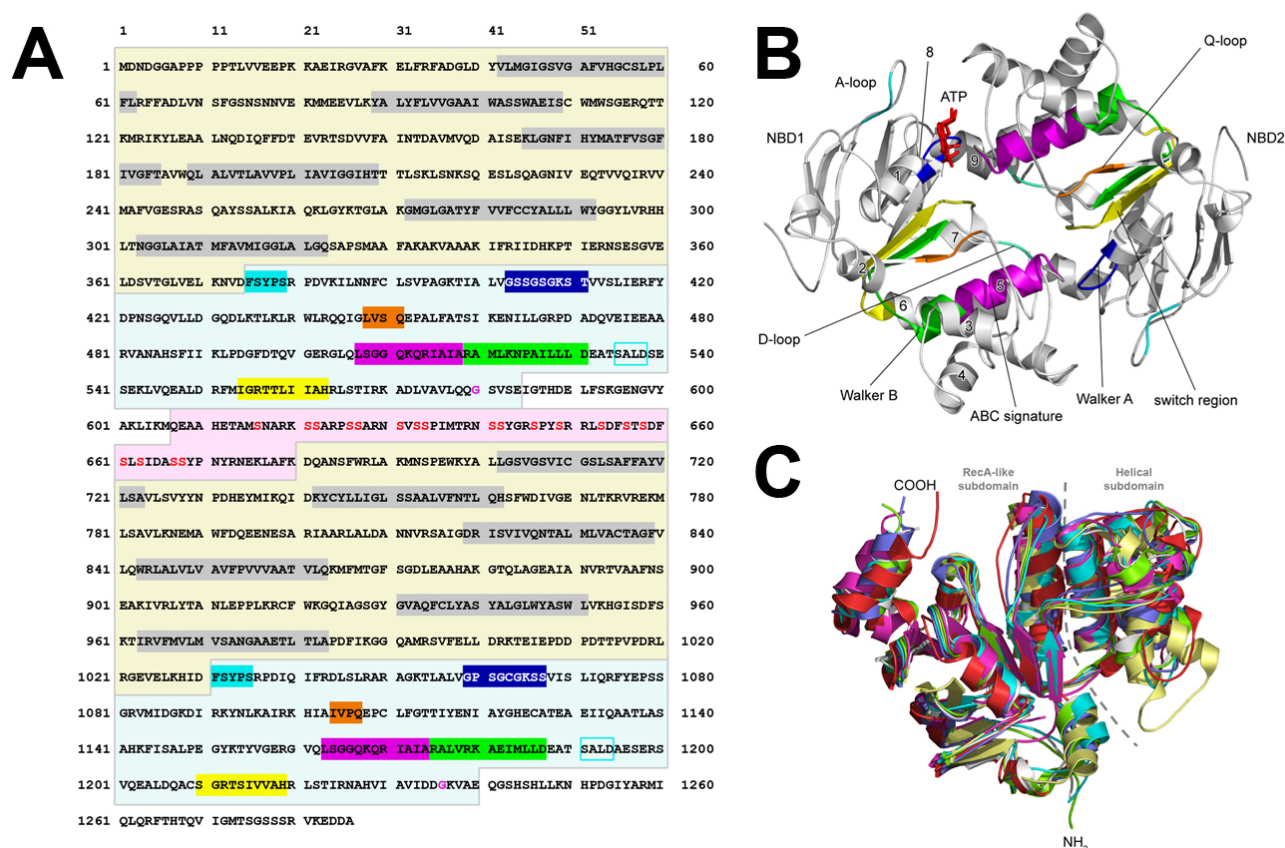 A
1 11 21 31 41 51
1 MDNDGGAPPP PPTLVVEEPK KAEIRGVAFK ELFRFADGLD YVLMGIGSVG AFVHGCSLPL 60
61 FLRFFADLVN SFGSNSNNVE KMMEEVLKYA LYFLVVGAAI WASSWAEISC WMWSGERQTT 120
121 KMRIKYLEAA LNQDIQFFDT EVRTSDVVFA INTDAVMVQD AISEKLGNFI HYMATFVSGF 180
181 IVGFTAVWQL ALVTLAVVPL IAVIGGIHTT TLSKLSNKSQ ESLSQAGNIV EQTVVQIRVV 240
241 MAFVGESRAS QAYSSALKIA QKLGYKTGLA KGMGLGATYF VVFCCYALLL WYGGYLVRHH 300
301 LTNGGLAIAT MFAVMIGGLA LGQSAPSMAA FAKAKVAAAK IFRIIDHKPT IERNSESGVE 360
361 LDSVTGLVEL KNVDFSYPSR PDVKILNNFC LSVPAGKTIA LVGSSGSGKS TVVSLIERFY 420
421 DPNSGQVLLD GQDLKTLKLR WLRQQIGLVS QEPALFATSI KENILLGRPD ADQVEIEEAA 480
481 RVANAHSFII KLPDGFDTQV GERGLQLSGG QKQRIAIARA MLKNPAILLL DEATSALDSE 540
541 SEKLVQEALD RFMIGRTTLI IAHRLSTIRK ADLVAVLQQG SVSEIGTHDE LFSKGENGVY 600
601 AKLIKMQEAA HETAMSNARK SSARPSSARN SVSSPIMTRN SSYGRSPYSR RLSDFSTSDF 660
661 SLSIDASSYP NYRNEKLAFK DQANSFWRLA KMNSPEWKYA LLGSVGSVIC GSLSAFFAYV 720
721 LSAVLSVYYN PDHEYMIKQI DKYCYLLIGL SSAALVFNTL QHSFWDIVGE NLTKRVREKM 780
781 LSAVLKNEMA WFDQEENESA RIAARLALDA NNVRSAIGDR ISVIVQNTAL MLVACTAGFV 840
841 LQWRLALVLV AVFPVVVAAT VLQKMFMTGF SGDLEAAHAK GTQLAGEAIA NVRTVAAFNS 900
901 EAKIVRLYTA NLEPPLKRCF WKGQIAGSGY GVAQFCLYAS YALGLWYASW LVKHGISDFS 960
961 KTIRVFMVLM VSANGAAETL TLAPDFIKGG QAMRSVFELL DRKTEIEPDD PDTTPVPDRL 1020
1021 RGEVELKHID FSYPSRPDIQ IFRDLSLRAR AGKTLALVGP SGCGKSSVIS LIQRFYEPSS 1080
1081 GRVMIDGKDI RKYNLKAIRK HIAIVPQEPC LFGTTIYENI AYGHECATEA EIIQAATLAS 1140
1141 AHKFISALPE GYKTYVGERG VQLSGGQKQR IAIARALVRK AEIMLLDEAT SALDAESERS 1200
1201 VQEALDQACS GRTSIVVAHR LSTIRNAHVI AVIDDGKVAE QGSHSHLLKN HPDGIYARMI 1260
1261 QLQRFTHTQV IGMTSGSSSR VKEDDA
B
8
Q-loop
A-loop
ATP
NBD1
NBD2
9
1
7
2
5
6
3
4
D-loop
Walker B
ABC signature
Walker A
switch region
C
RecA-like
subdomain
Helical
subdomain
COOH
NH2